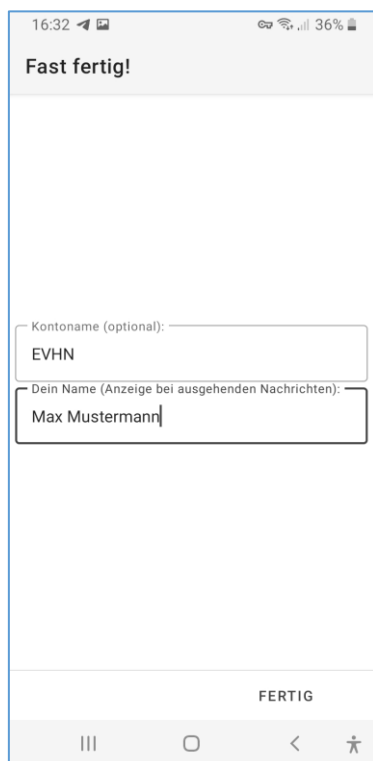 16:32 36%
Fast fertig!
Kontoname (optional):
EVHN
Dein Name (Anzeige bei ausgehenden Nachrichten):
Max Mustermann
FERTIG